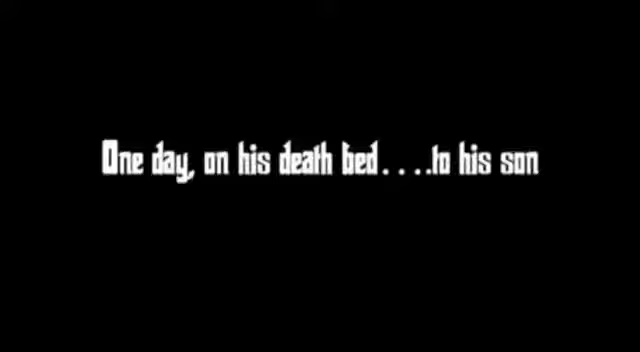 One day, on his death bed. . . .to his son